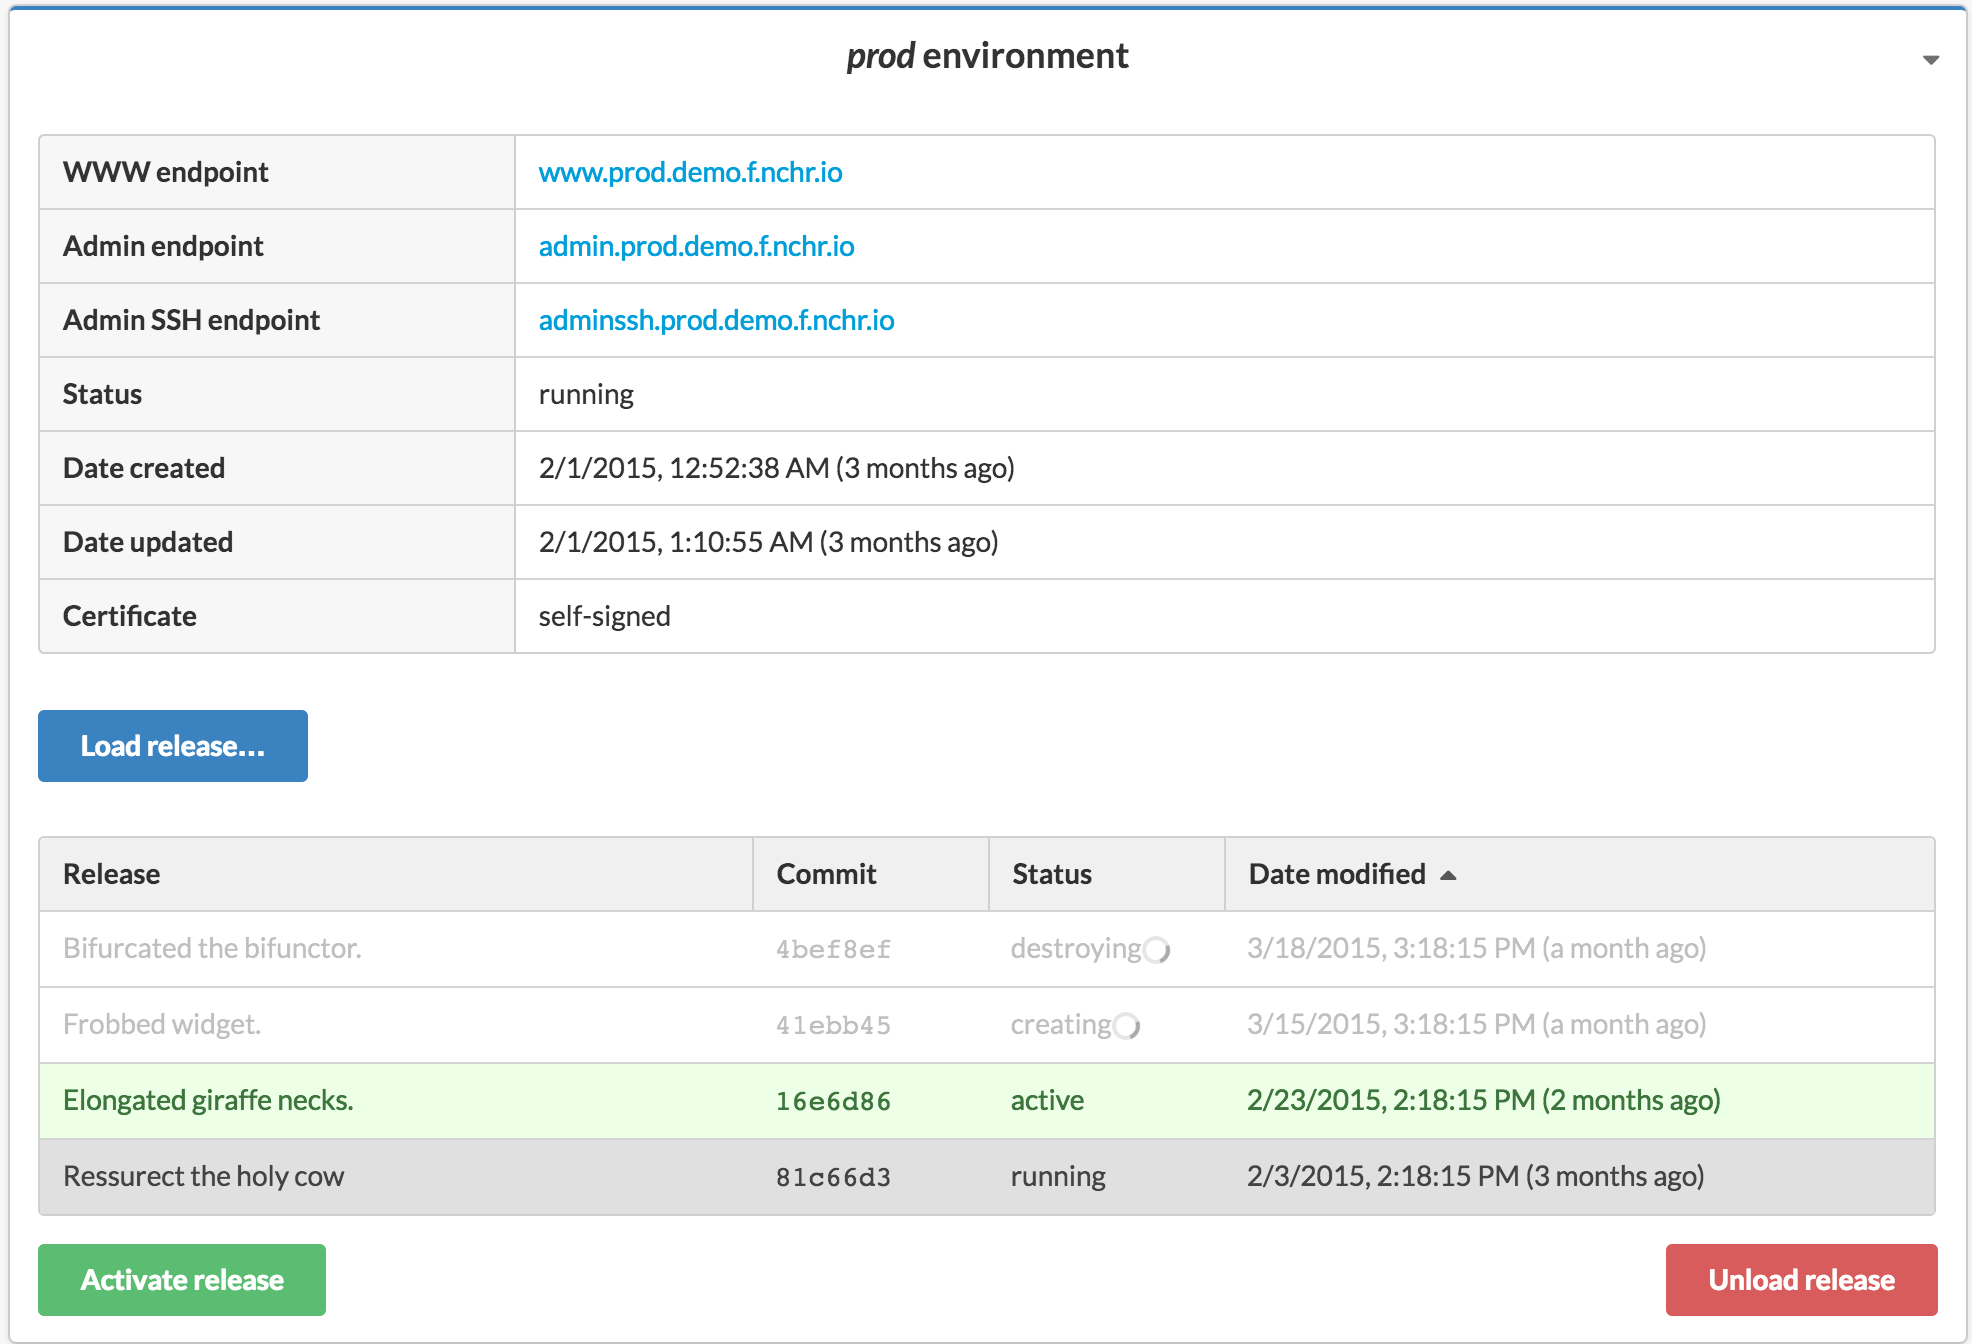 prod environment
WWW endpoint www.prod.demo.f.nchr.io
Admin endpoint admin.prod.demo.f.nchr.io
Admin SSH endpoint adminssh.prod.demo.f.nchr.io
Status running
Date created 2/1/2015, 12:52:38 AM (3 months ago)
Date updated 2/1/2015, 1:10:55 AM (3 months ago)
Certificate self-signed
Load release...
Release Commit Status Date modified
Bifurcated the bifunctor. 4bef8ef destroying 3/18/2015, 3:18:15 PM (a month ago)
Frobbed widget. 41ebb45 creating 3/15/2015, 3:18:15 PM (a month ago)
Elongated giraffe necks. 16e6d86 active 2/23/2015, 2:18:15 PM (2 months ago)
Ressurect the holy cow 81c66d3 running 2/3/2015, 2:18:15 PM (3 months ago)
Activate release Unload release